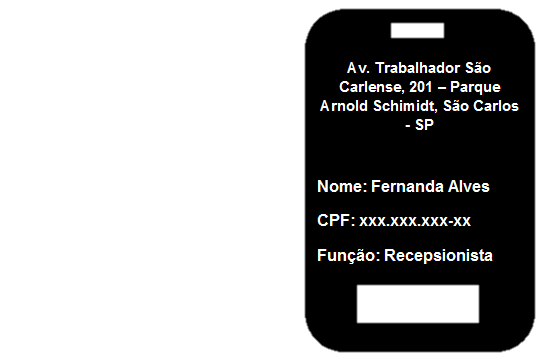 Av. Trabalhador São
Carlense, 201 – Parque
Arnold Schimidt, São Carlos
- SP
Nome: Fernanda Alves
CPF: xxx.xxx.xxx-xx
Função: Recepsionista